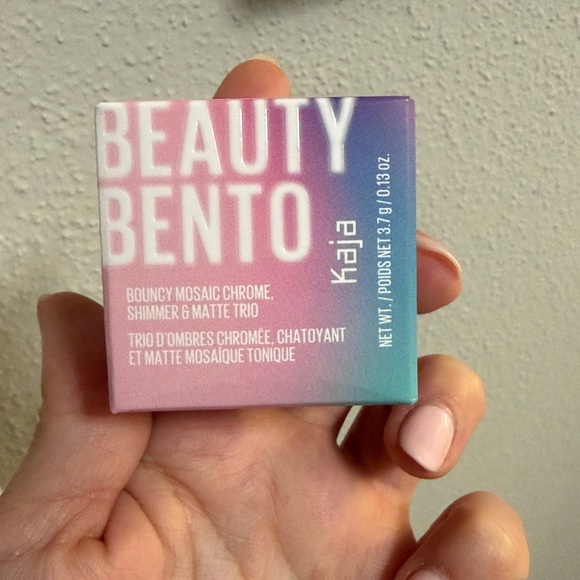 BEAUTY
BENTO
kaja
BOUNCY MOSAIC CHROME,
SHIMMER & MATTE TRIO
TRIO D'OMBRES CHROMÉE, CHATOYANT
ET MATTE MOSAÏQUE TONIQUE
NET WT. / POIDS NET 3.7 g / 0.13 oz.